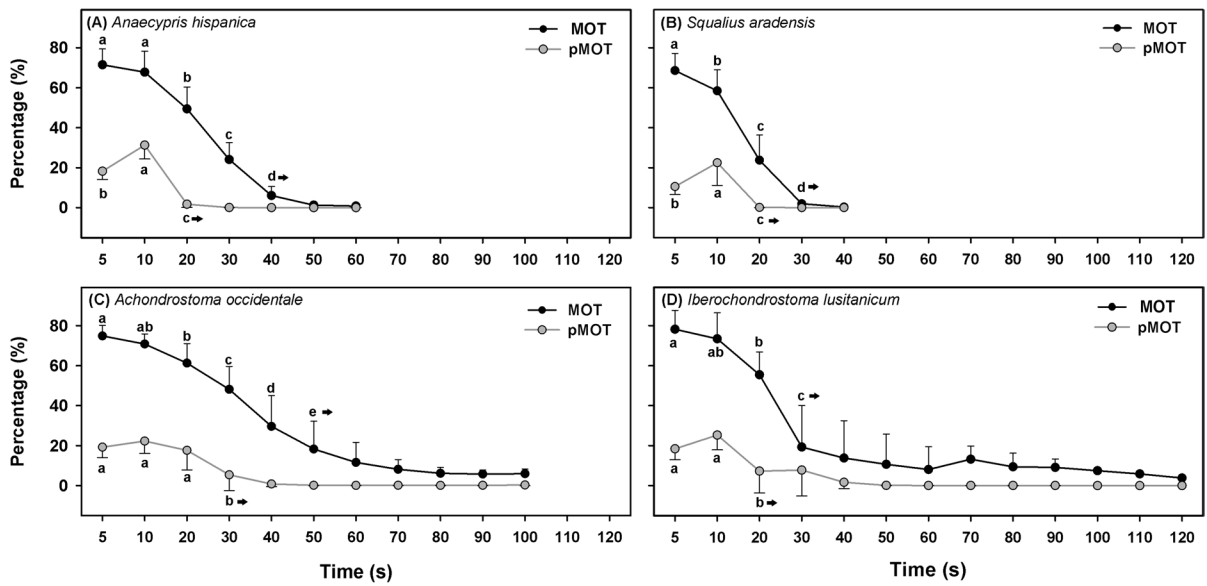 (A) Anaecypris hispanica
MOT
pMOT
Percentage (%)
80
60
40
20
0
a a b c d
b a c
5 10 20 30 40 50 60 70 80 90 100 110 120
(B) Squalius aradensis
MOT
pMOT
a b c d
b a c
5 10 20 30 40 50 60 70 80 90 100 110 120
(C) Achondrostoma occidentale
MOT
pMOT
Percentage (%)
80
60
40
20
0
a ab b c d e
a a a b
5 10 20 30 40 50 60 70 80 90 100 110 120
Time (s)
(D) Iberochondrostoma lusitanicum
MOT
pMOT
a ab b c
a a b
5 10 20 30 40 50 60 70 80 90 100 110 120
Time (s)